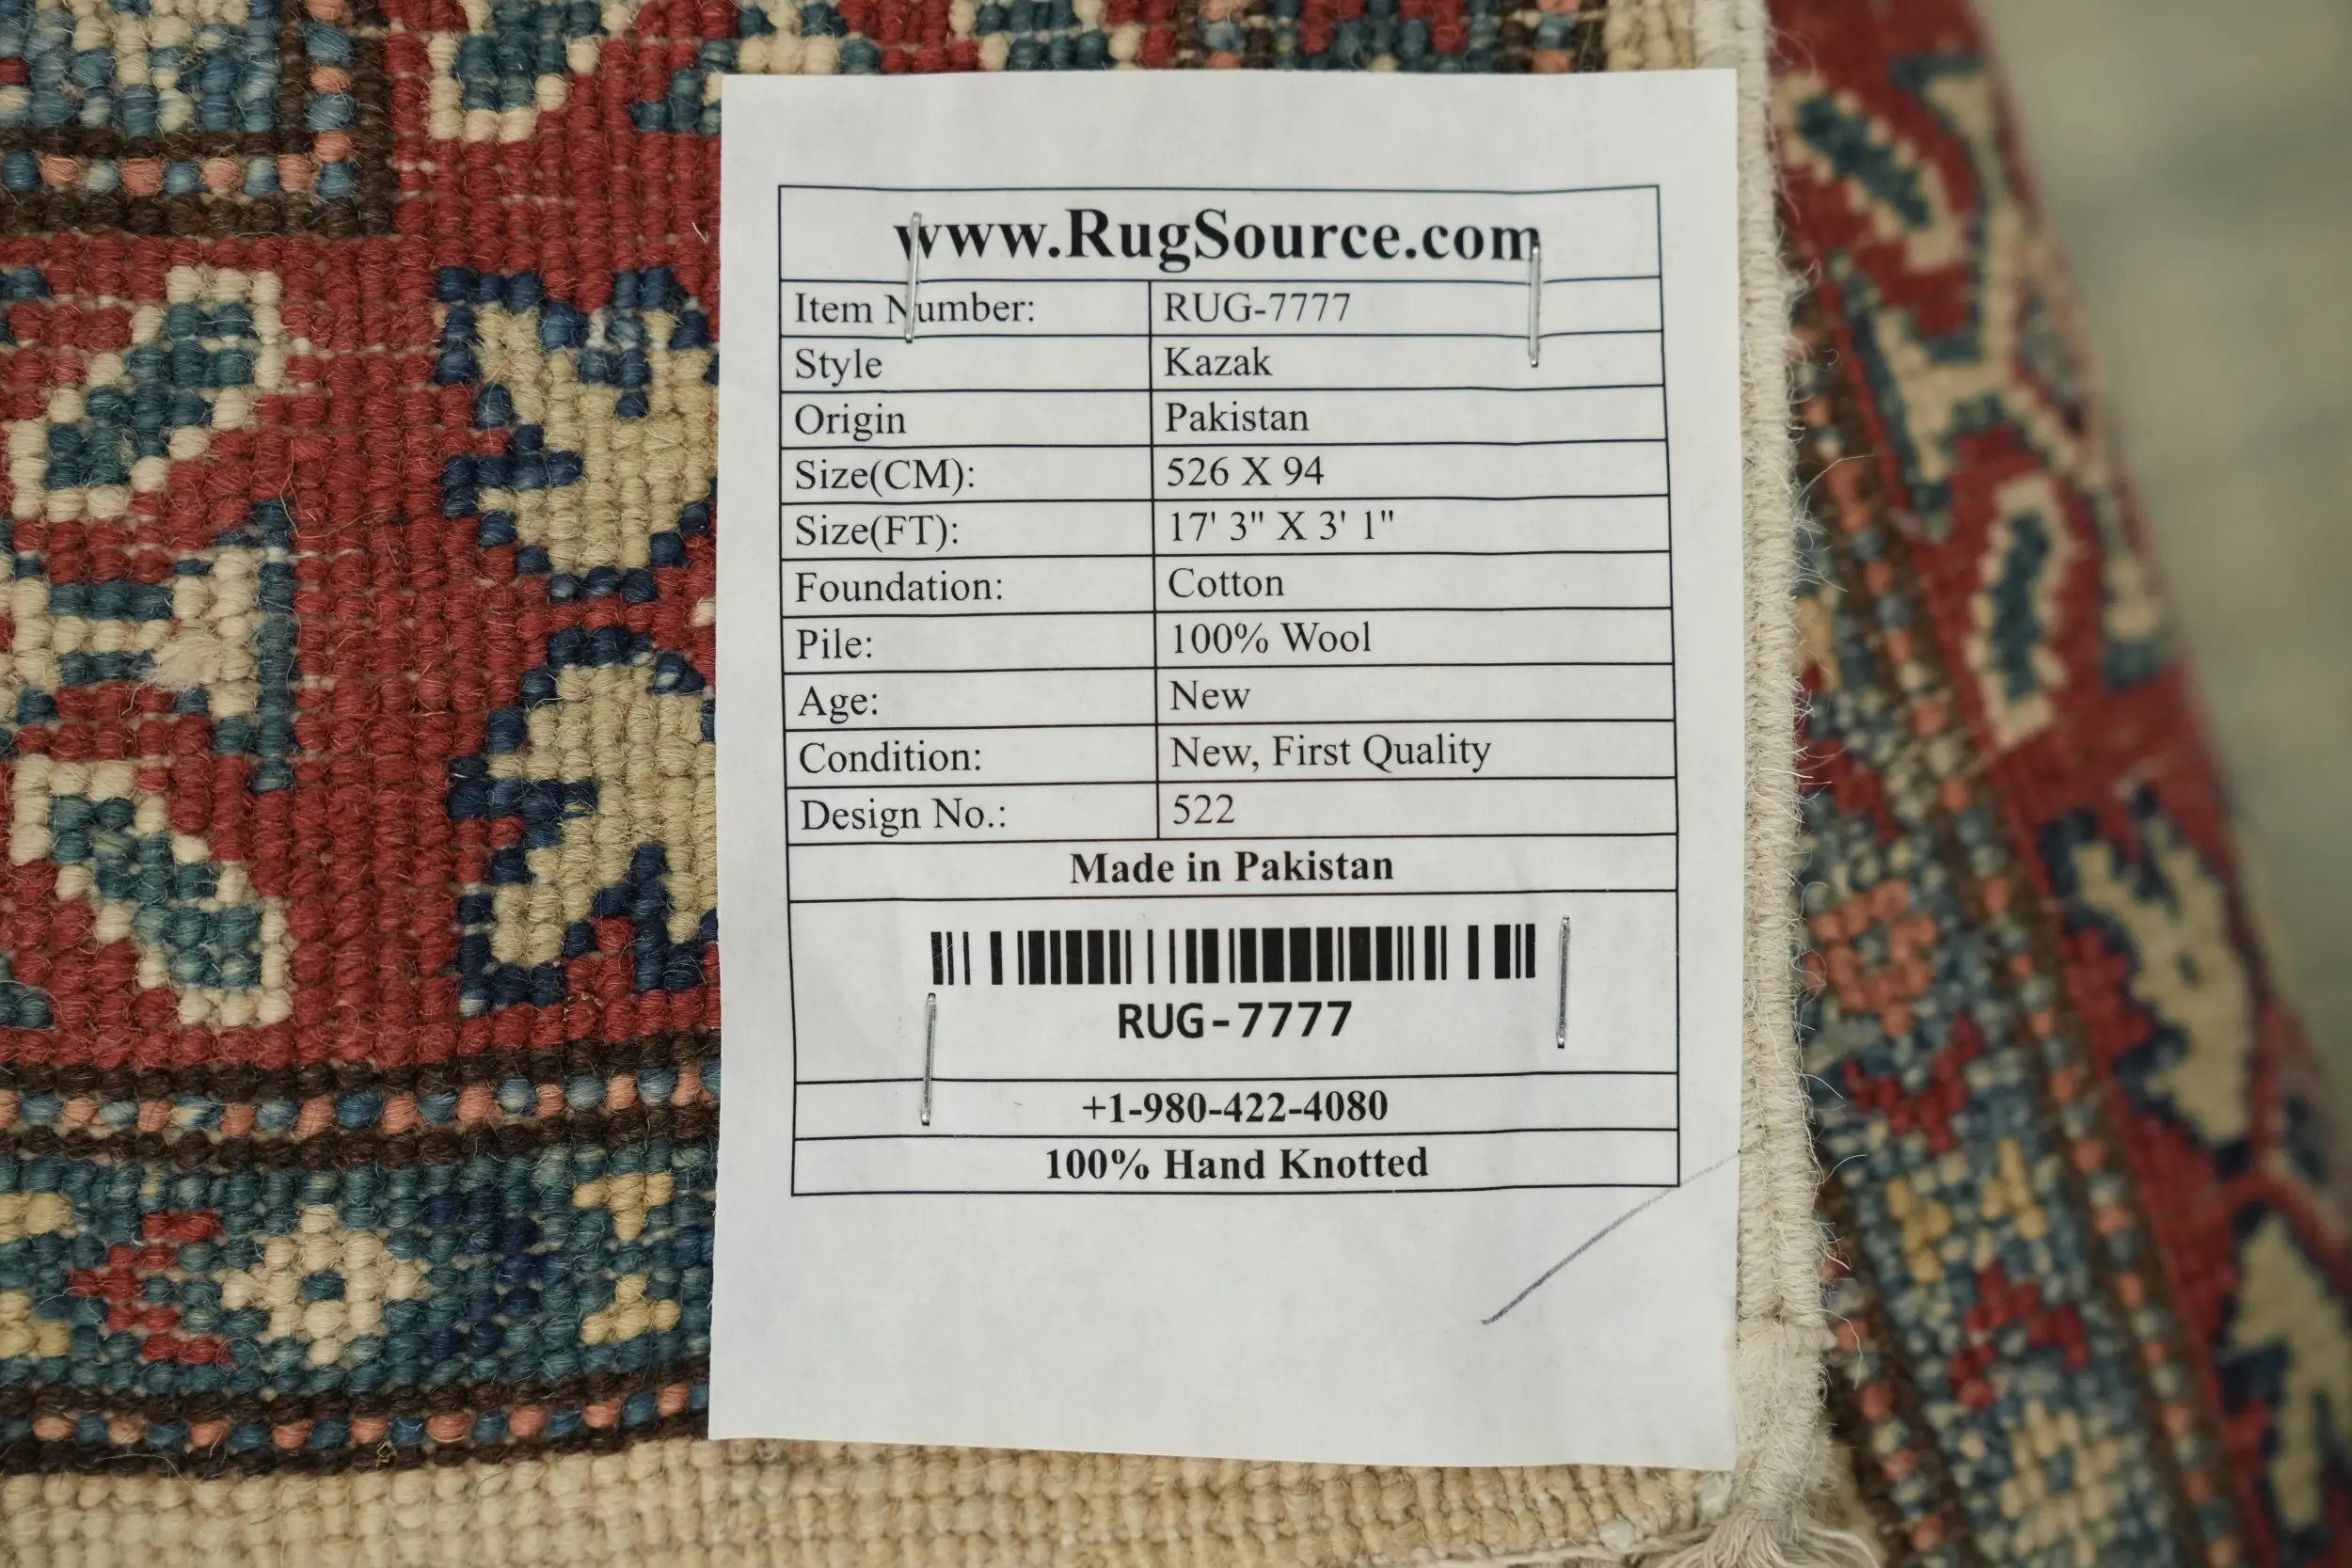 www.RugSource.com
Item Number: RUG-7777
Style Kazak
Origin Pakistan
Size(CM): 526 X 94
Size(FT): 17' 3" X 3' 1"
Foundation: Cotton
Pile: 100% Wool
Age: New
Condition: New, First Quality
Design No.: 522
Made in Pakistan
RUG-7777
+1-980-422-4080
100% Hand Knotted